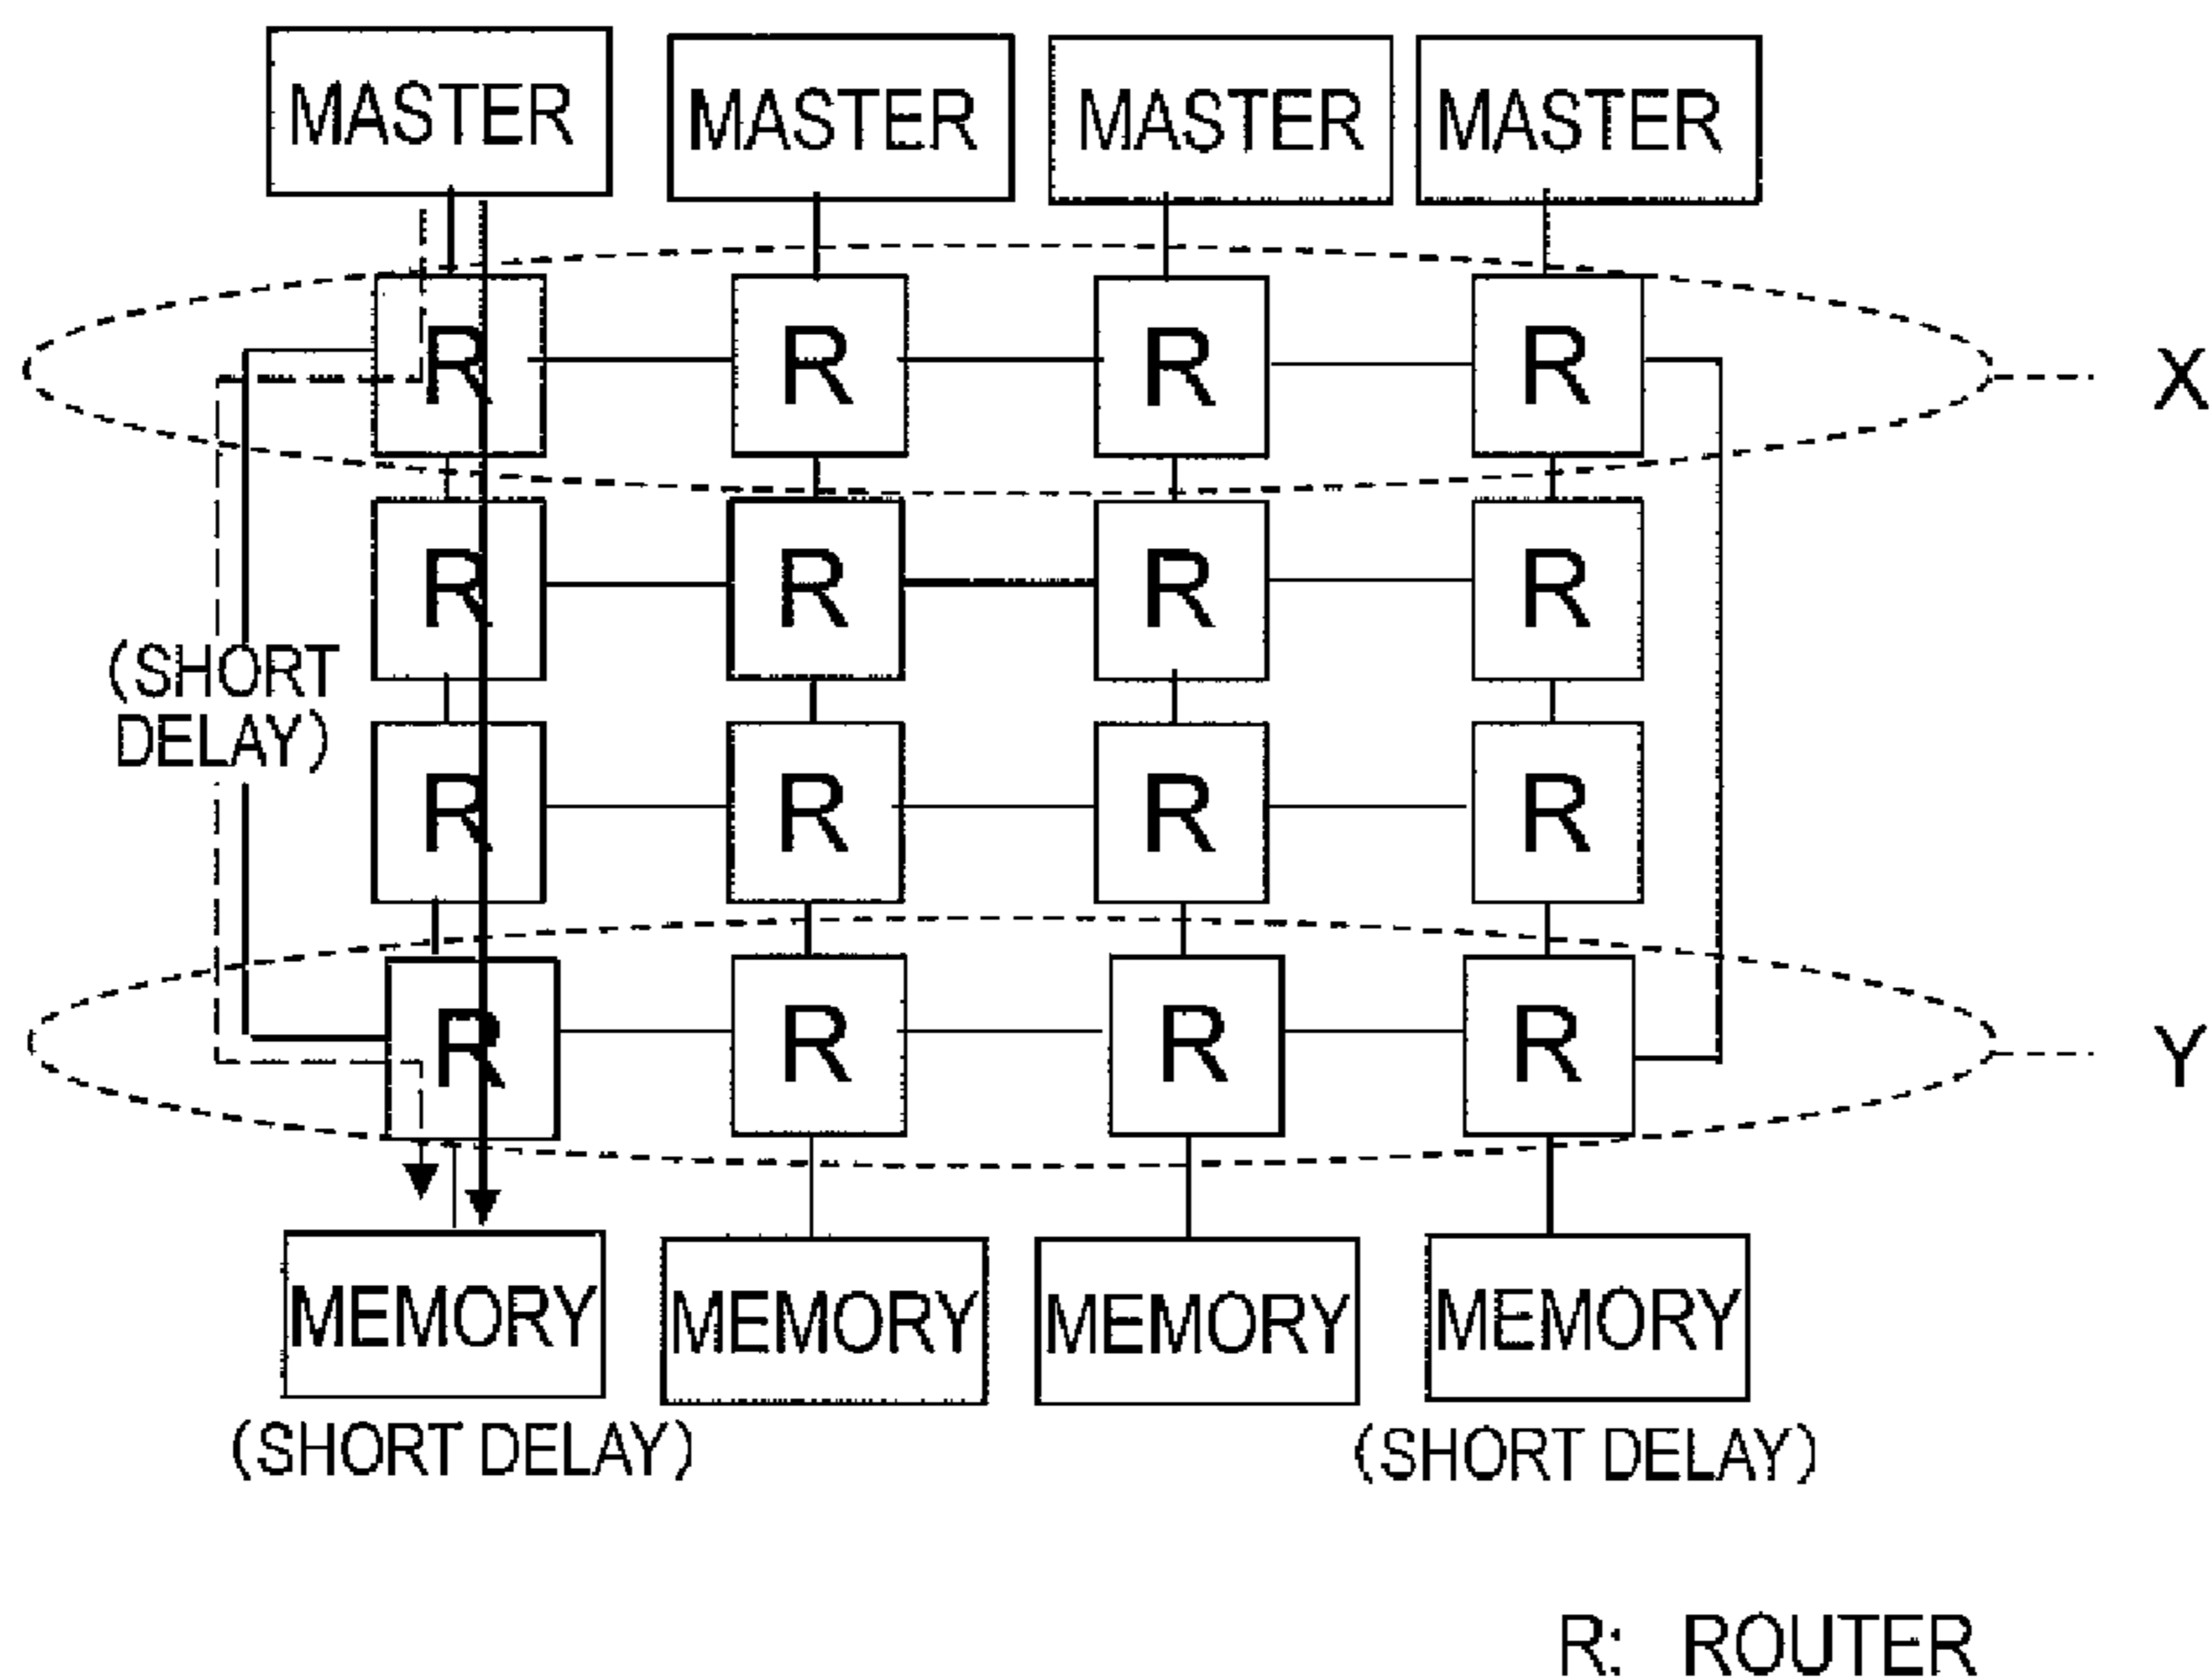 MASTER MASTER MASTER MASTER
R R R R X
R R R R
(SHORT
DELAY)
R R R R
R R R R Y
MEMORY MEMORY MEMORY MEMORY
(SHORT DELAY) (SHORT DELAY)
R: ROUTER